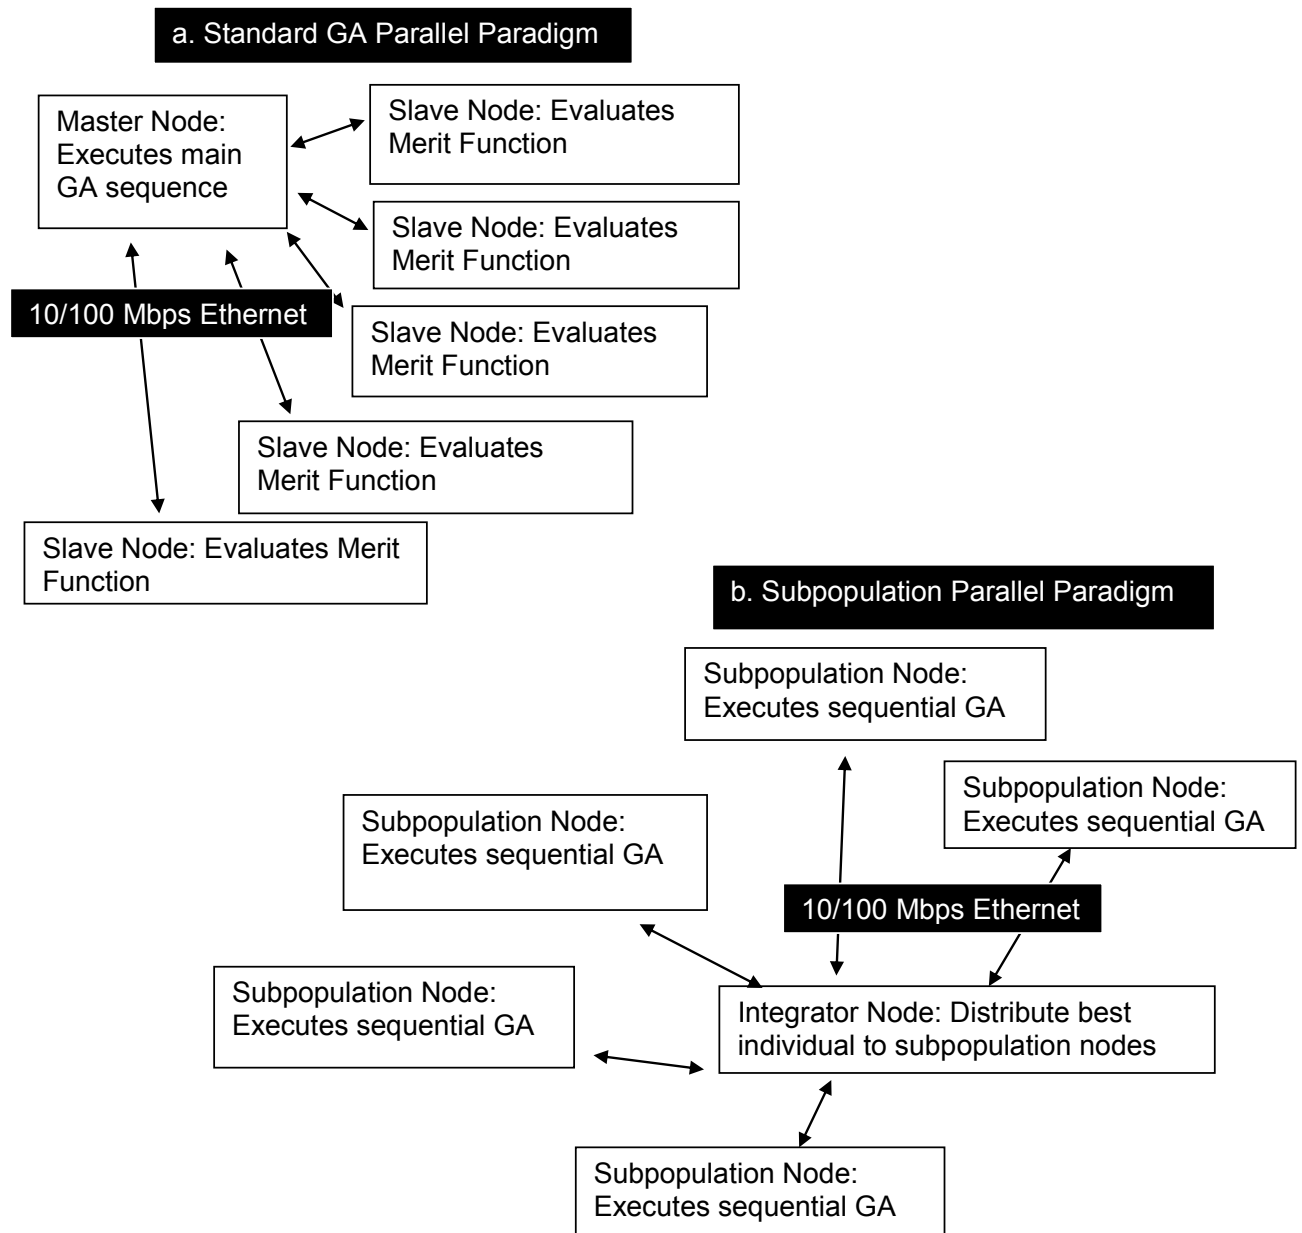 a. Standard GA Parallel Paradigm
Master Node:
Executes main
GA sequence
Slave Node: Evaluates
Merit Function
Slave Node: Evaluates
Merit Function
10/100 Mbps Ethernet
Slave Node: Evaluates
Merit Function
Slave Node: Evaluates
Merit Function
Slave Node: Evaluates Merit
Function
b. Subpopulation Parallel Paradigm
Subpopulation Node:
Executes sequential GA
Subpopulation Node:
Executes sequential GA
Subpopulation Node:
Executes sequential GA
10/100 Mbps Ethernet
Subpopulation Node:
Executes sequential GA
Integrator Node: Distribute best
individual to subpopulation nodes
Subpopulation Node:
Executes sequential GA